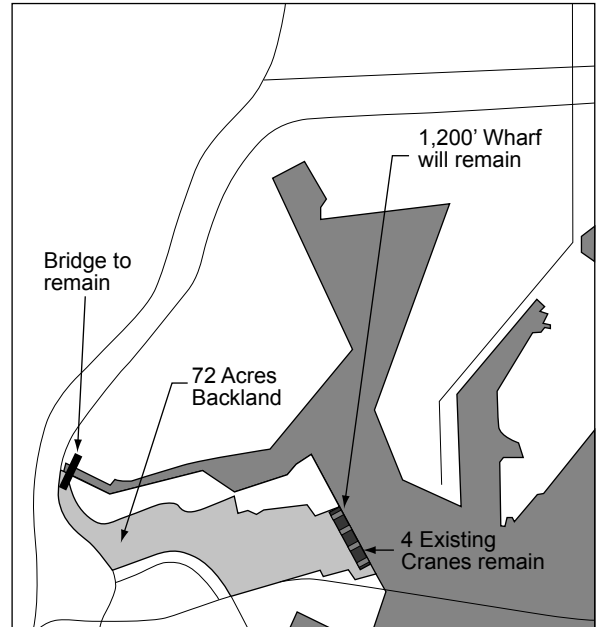 1,200' Wharf
will remain
Bridge to
remain
72 Acres
Backland
4 Existing
Cranes remain